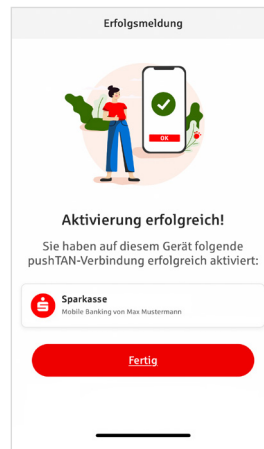 Erfolgsmeldung
OK
Aktivierung erfolgreich!
Sie haben auf diesem Gerät folgende
pushTAN-Verbindung erfolgreich aktiviert:
Sparkasse
Mobile Banking von Max Mustermann
Fertig